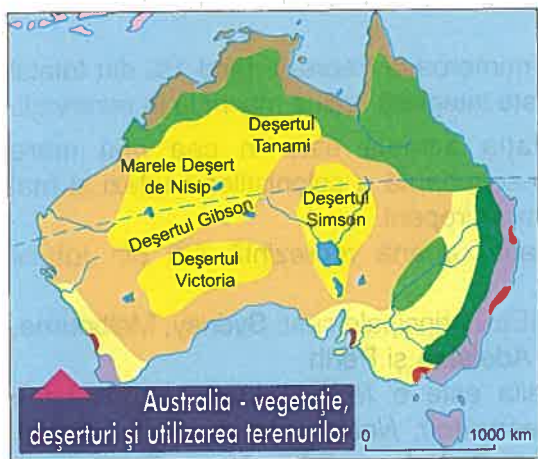 Deşertul
Tanami
Marele Deşert
de Nisip
Deşertul Gibson
Deşertul
Simson
Deşertul
Victoria
Australia - vegetaţie,
deşerturi şi utilizarea terenurilor
0 1000 km